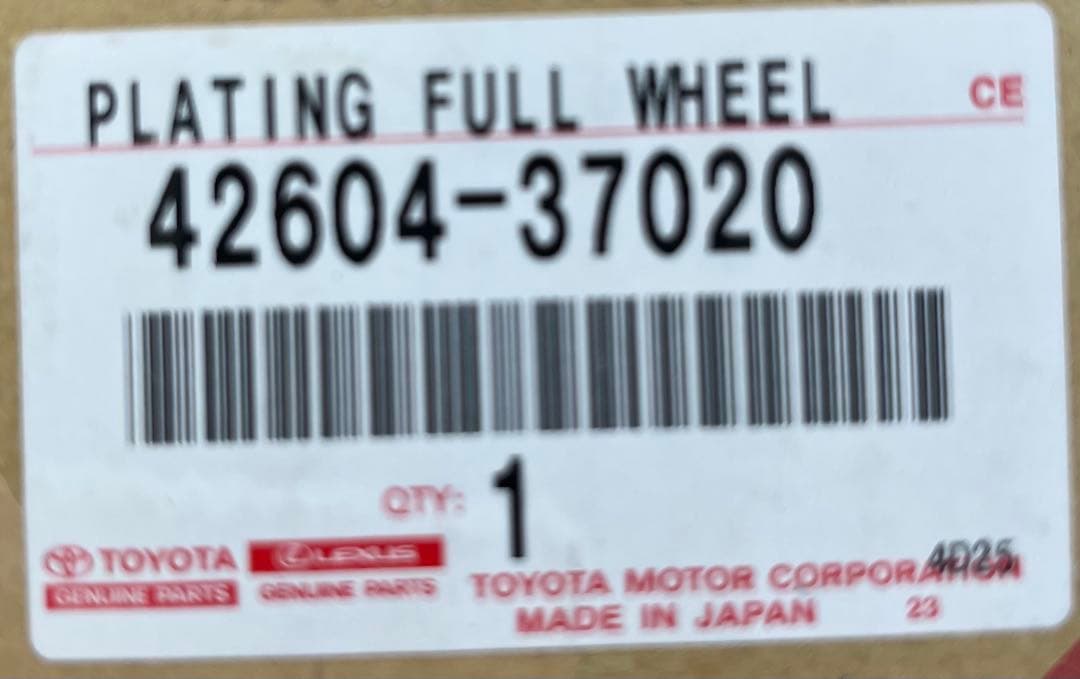 PLATING FULL WHEEL
CE
42604-37020
QTY: 1
TOYOTA
LEXUS
GENUINE PARTS
GENUINE PARTS
4D25
TOYOTA MOTOR CORPORATION
MADE IN JAPAN
23